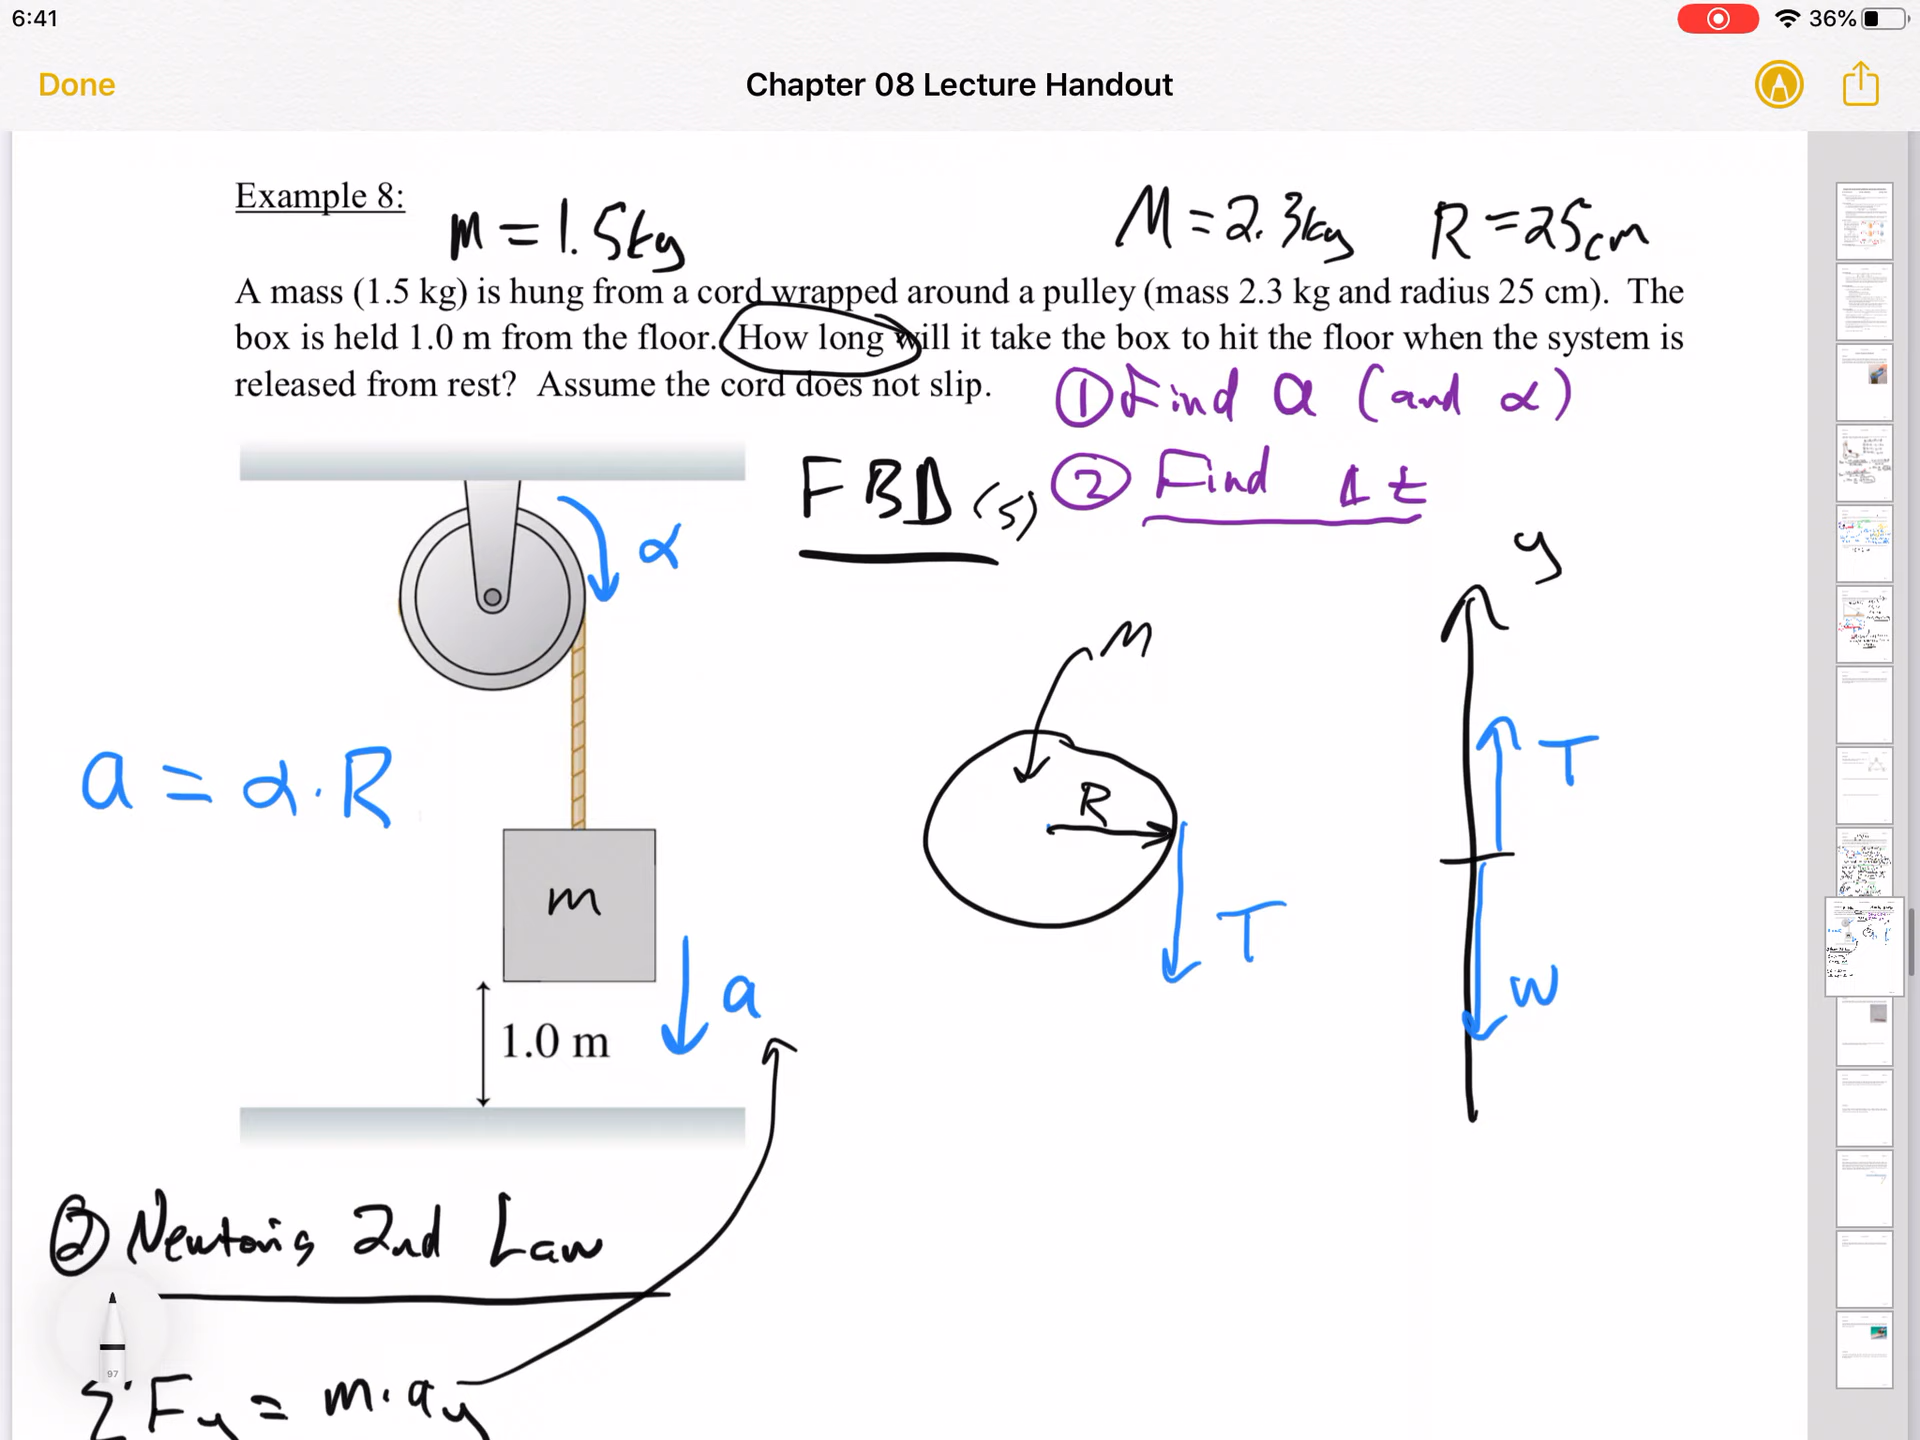 6:41
36%
Done
Chapter 08 Lecture Handout
Example 8:
m = 1.5kg
M = 2.3kg R = 25cm
A mass (1.5 kg) is hung from a cord wrapped around a pulley (mass 2.3 kg and radius 25 cm). The
box is held 1.0 m from the floor. How long will it take the box to hit the floor when the system is
released from rest? Assume the cord does not slip.
① Find a (and α)
FBD(s)
② Find Δt
α
y
M
T
a = α · R
R
m
T
W
a
1.0 m
② Newton's 2nd Law
97
ΣFy = m · ay